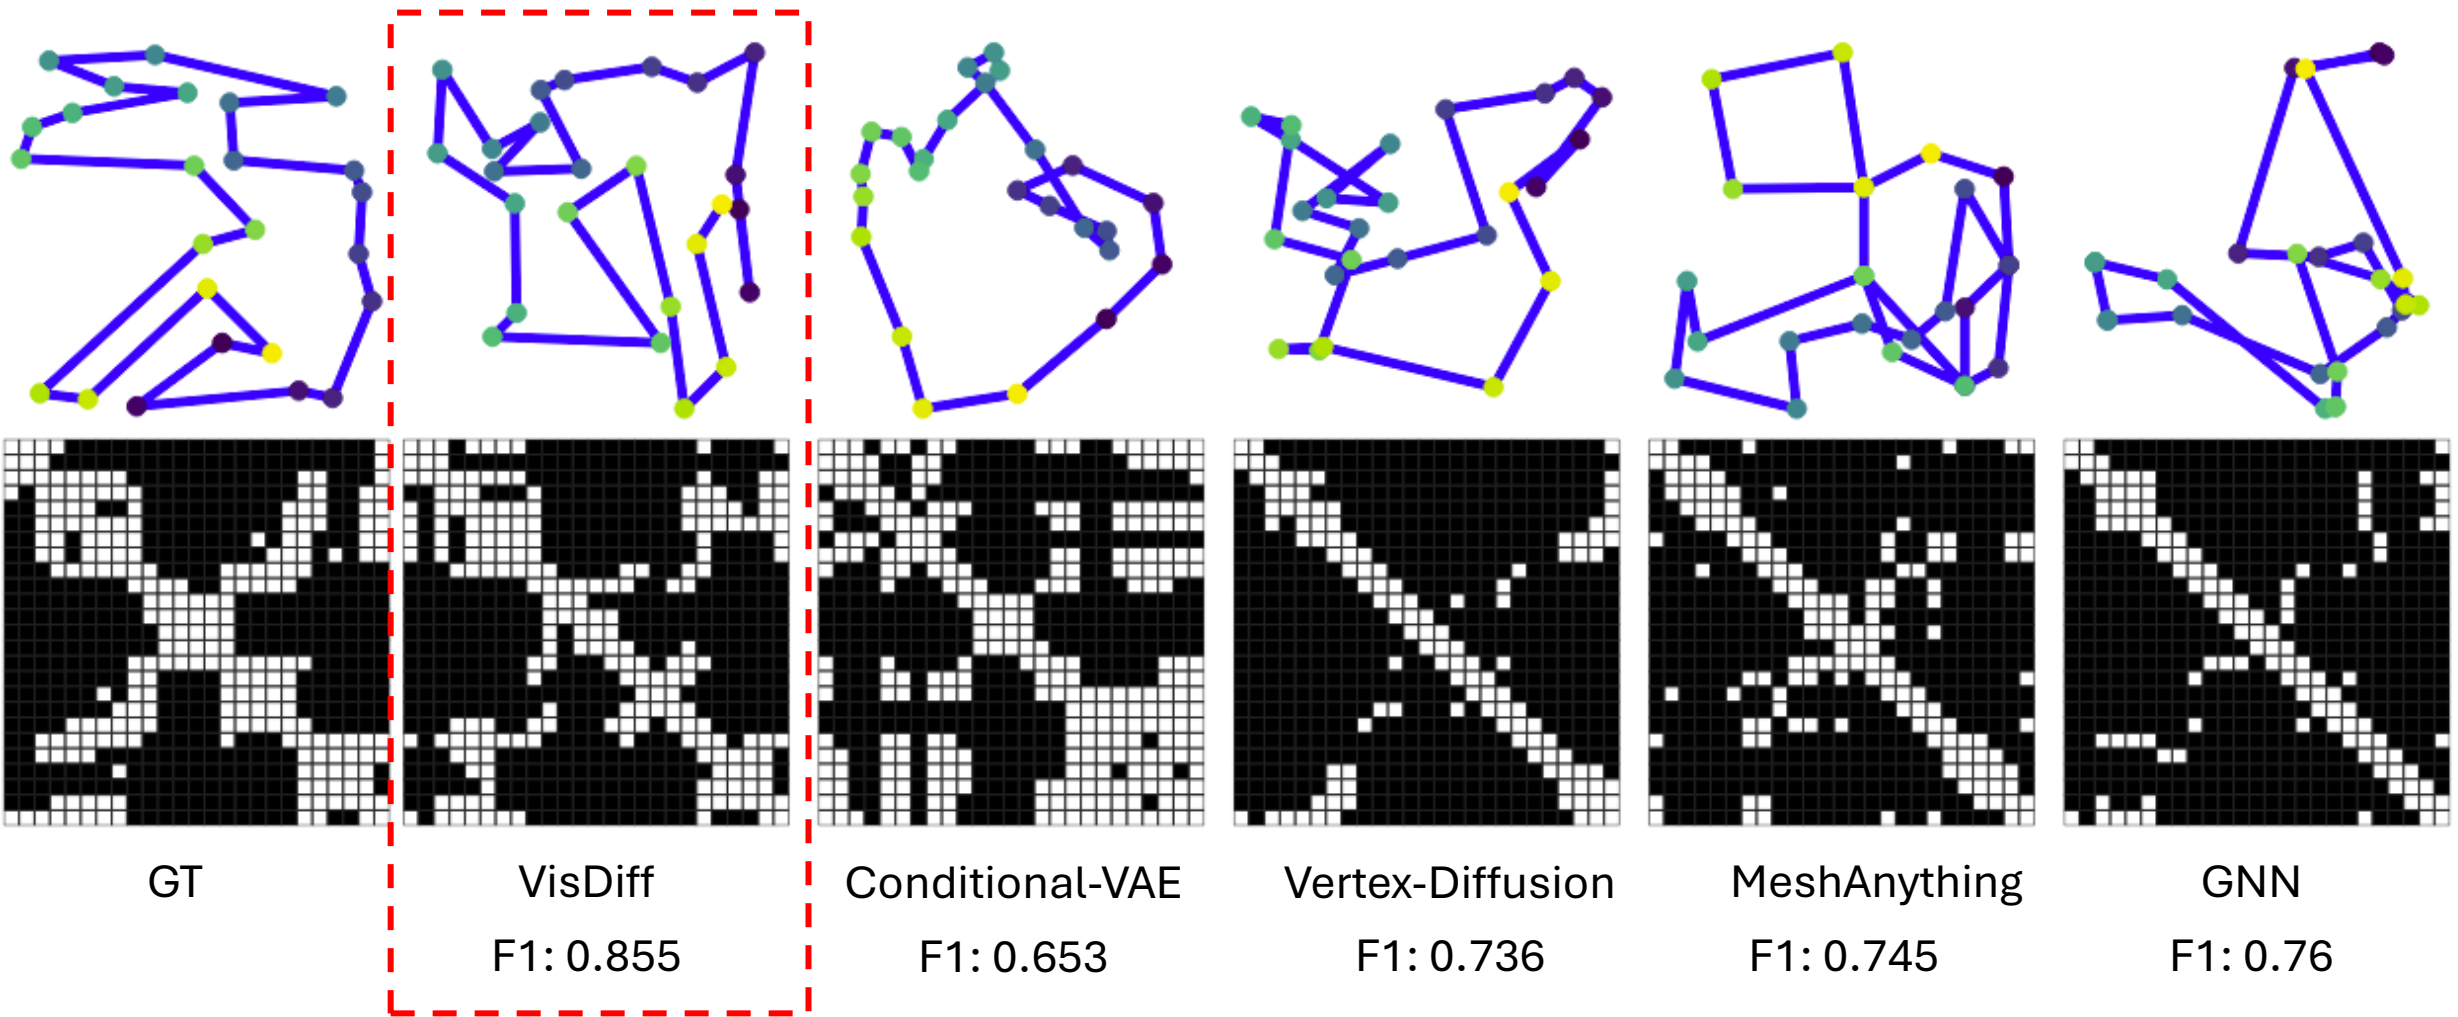 GT VisDiff Conditional-VAE Vertex-Diffusion MeshAnything GNN
F1: 0.855 F1: 0.653 F1: 0.736 F1: 0.745 F1: 0.76